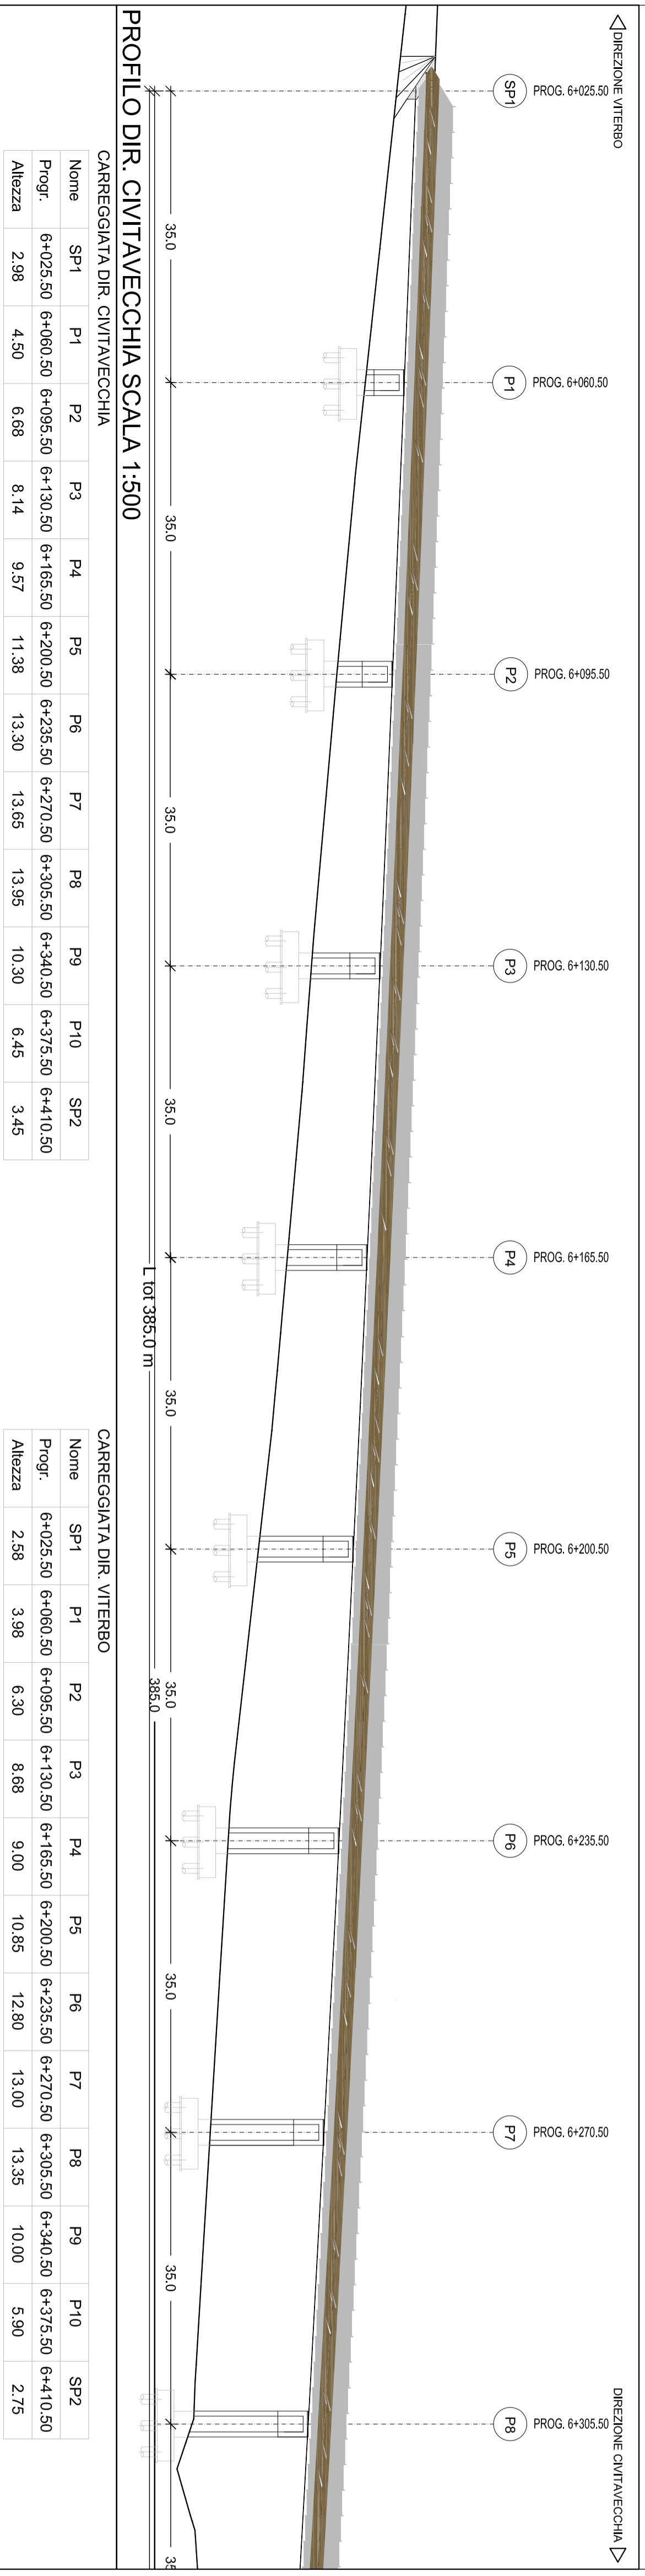 DIREZIONE VITERBO
DIREZIONE CIVITAVECCHIA
SP1 PROG. 6+025.50
P1 PROG. 6+060.50
P2 PROG. 6+095.50
P3 PROG. 6+130.50
P4 PROG. 6+165.50
P5 PROG. 6+200.50
P6 PROG. 6+235.50
P7 PROG. 6+270.50
P8 PROG. 6+305.50
35.0 35.0 35.0 35.0 35.0 35.0 35.0 35.0 35
385.0
L tot 385.0 m
PROFILO DIR. CIVITAVECCHIA SCALA 1:500
CARREGGIATA DIR. CIVITAVECCHIA
Nome SP1 P1 P2 P3 P4 P5 P6 P7 P8 P9 P10 SP2
Progr. 6+025.50 6+060.50 6+095.50 6+130.50 6+165.50 6+200.50 6+235.50 6+270.50 6+305.50 6+340.50 6+375.50 6+410.50
Altezza 2.98 4.50 6.68 8.14 9.57 11.38 13.30 13.65 13.95 10.30 6.45 3.45
CARREGGIATA DIR. VITERBO
Nome SP1 P1 P2 P3 P4 P5 P6 P7 P8 P9 P10 SP2
Progr. 6+025.50 6+060.50 6+095.50 6+130.50 6+165.50 6+200.50 6+235.50 6+270.50 6+305.50 6+340.50 6+375.50 6+410.50
Altezza 2.58 3.98 6.30 8.68 9.00 10.85 12.80 13.00 13.35 10.00 5.90 2.75